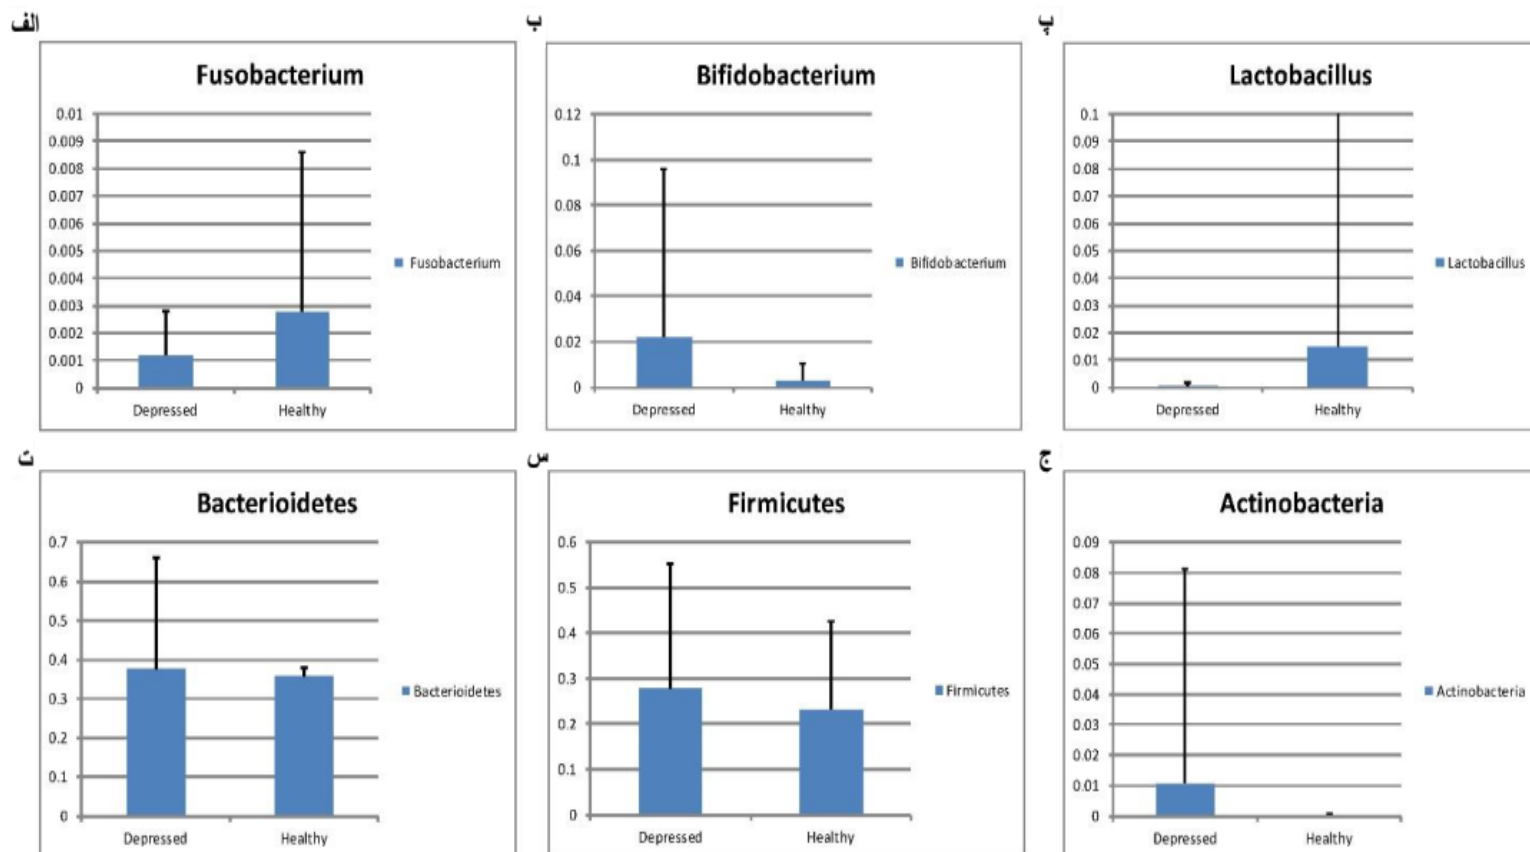 الف
Fusobacterium
0.01
0.009
0.008
0.007
0.006
0.005
0.004
0.003
0.002
0.001
0
Depressed
Healthy
Fusobacterium
ب
Bifidobacterium
0.12
0.1
0.08
0.06
0.04
0.02
0
Depressed
Healthy
Bifidobacterium
پ
Lactobacillus
0.1
0.09
0.08
0.07
0.06
0.05
0.04
0.03
0.02
0.01
0
Depressed
Healthy
Lactobacillus
ت
Bacterioidetes
0.7
0.6
0.5
0.4
0.3
0.2
0.1
0
Depressed
Healthy
Bacterioidetes
س
Firmicutes
0.6
0.5
0.4
0.3
0.2
0.1
0
Depressed
Healthy
Firmicutes
ج
Actinobacteria
0.09
0.08
0.07
0.06
0.05
0.04
0.03
0.02
0.01
0
Depressed
Healthy
Actinobacteria